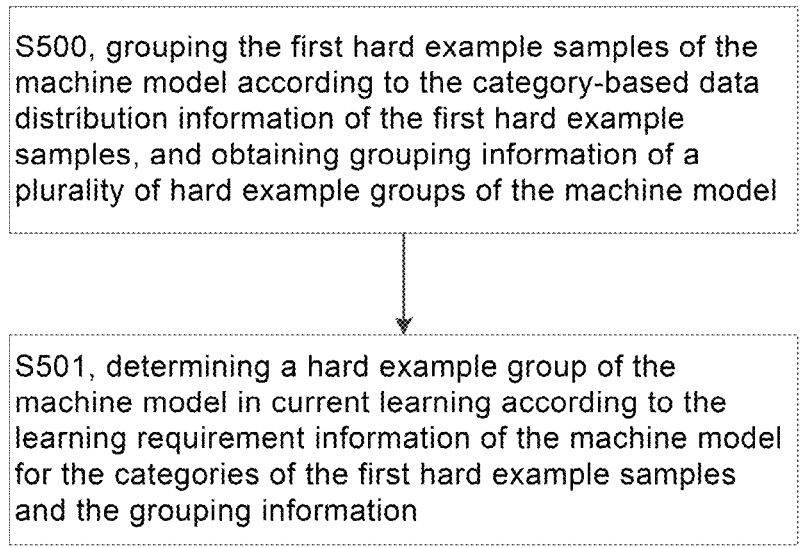 S500, grouping the first hard example samples of the
machine model according to the category-based data
distribution information of the first hard example
samples, and obtaining grouping information of a
plurality of hard example groups of the machine model
S501, determining a hard example group of the
machine model in current learning according to the
learning requirement information of the machine model
for the categories of the first hard example samples
and the grouping information